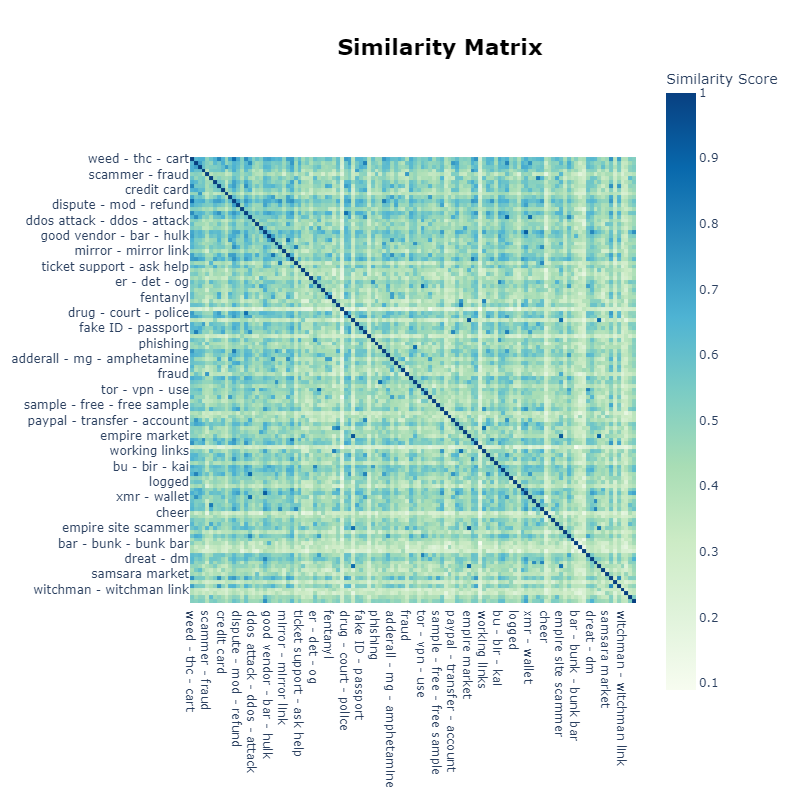 Similarity Matrix
Similarity Score
1
0.9
0.8
0.7
0.6
0.5
0.4
0.3
0.2
0.1
weed - thc - cart
scammer - fraud
credit card
dispute - mod - refund
ddos attack - ddos - attack
good vendor - bar - hulk
mirror - mirror link
ticket support - ask help
er - det - og
fentanyl
drug - court - police
fake ID - passport
phishing
adderall - mg - amphetamine
fraud
tor - vpn - use
sample - free - free sample
paypal - transfer - account
empire market
working links
bu - bir - kai
logged
xmr - wallet
cheer
empire site scammer
bar - bunk - bunk bar
dreat - dm
samsara market
witchman - witchman link
weed - thc - cart
scammer - fraud
credit card
dispute - mod - refund
ddos attack - ddos - attack
good vendor - bar - hulk
mirror - mirror link
ticket support - ask help
er - det - og
fentanyl
drug - court - police
fake ID - passport
phishing
adderall - mg - amphetamine
fraud
tor - vpn - use
sample - free - free sample
paypal - transfer - account
empire market
working links
bu - bir - kai
logged
xmr - wallet
cheer
empire site scammer
bar - bunk - bunk bar
dreat - dm
samsara market
witchman - witchman link